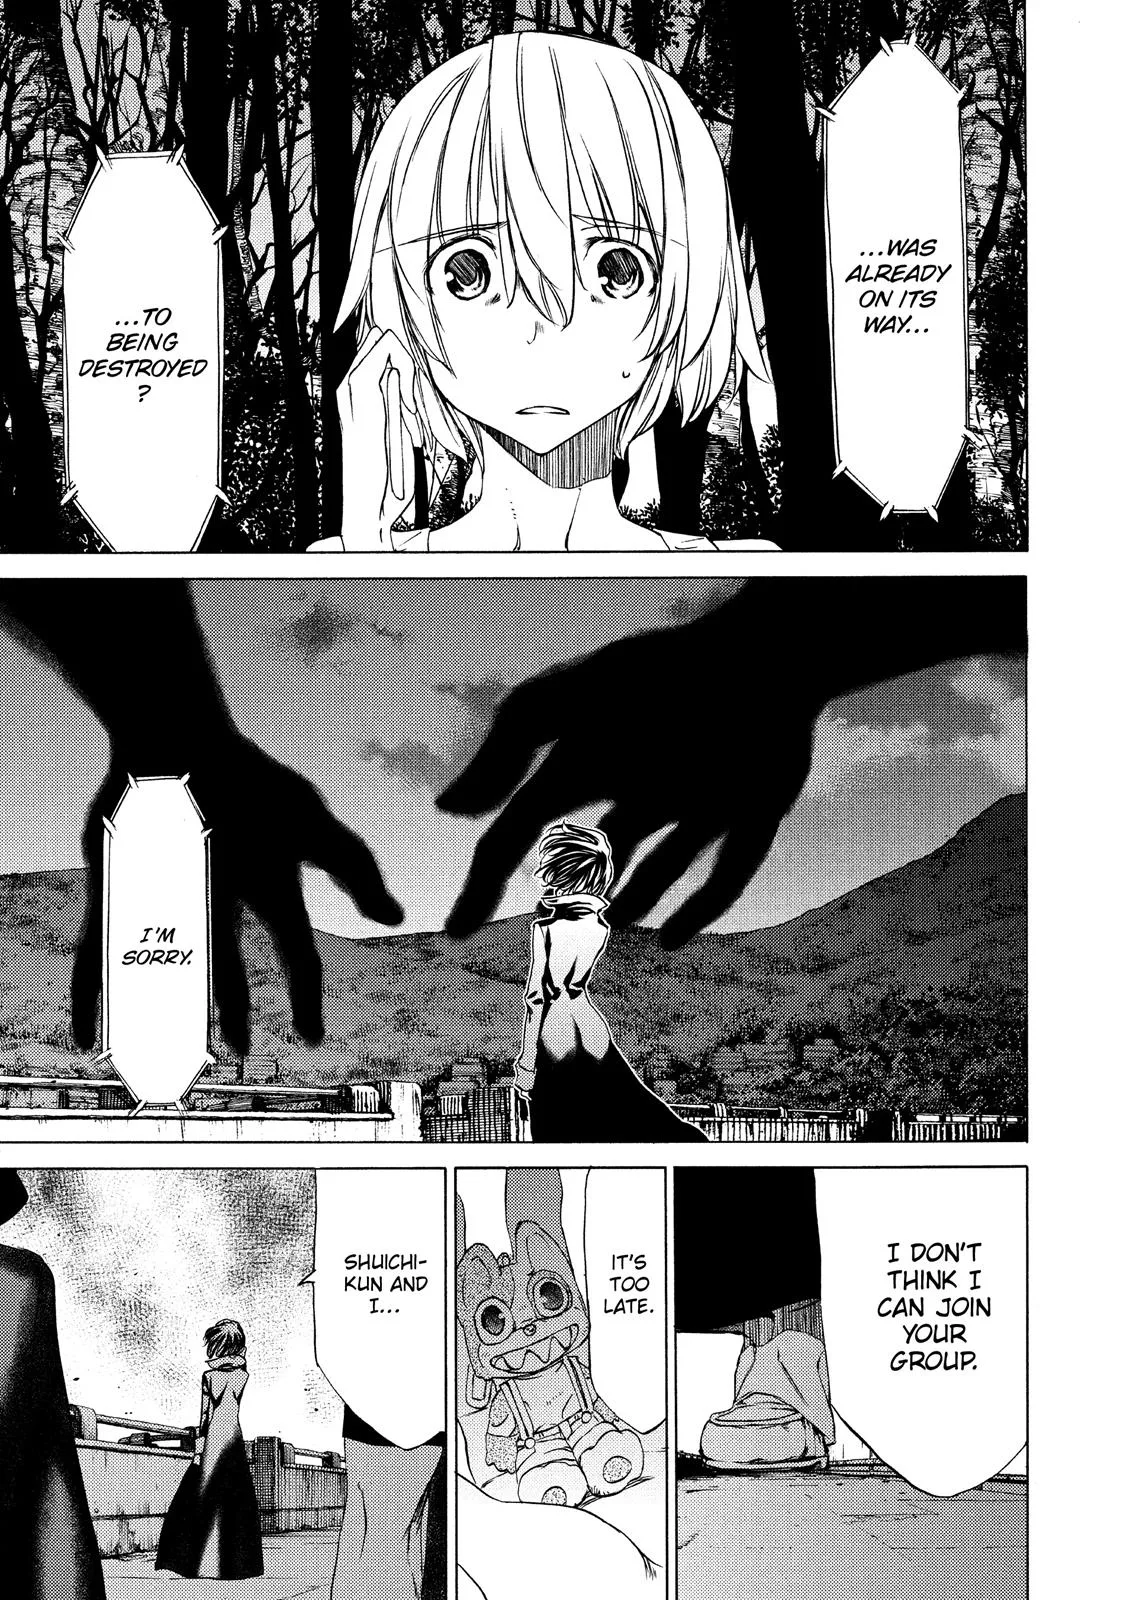 ...WAS
ALREADY
ON ITS
WAY...
...TO
BEING
DESTROYED
?
I'M
SORRY.
I DON'T
THINK I
CAN JOIN
YOUR
GROUP.
IT'S
TOO
LATE.
SHUICHI-
KUN AND
I...